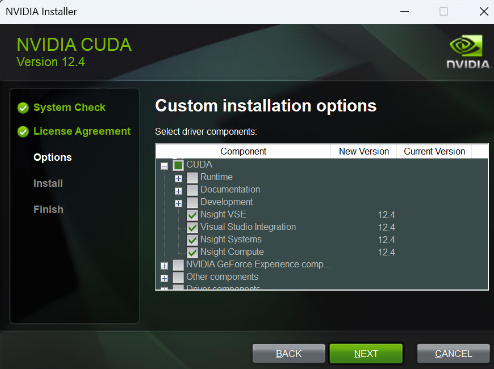 NVIDIA Installer
NVIDIA CUDA
Version 12.4
NVIDIA
System Check
License Agreement
Options
Install
Finish
Custom installation options
Select driver components:
Component New Version Current Version
CUDA
Runtime
Documentation
Development
Nsight VSE 12.4
Visual Studio Integration 12.4
Nsight Systems 12.4
Nsight Compute 12.4
NVIDIA GeForce Experience comp...
Other components
Driver components
BACK NEXT CANCEL